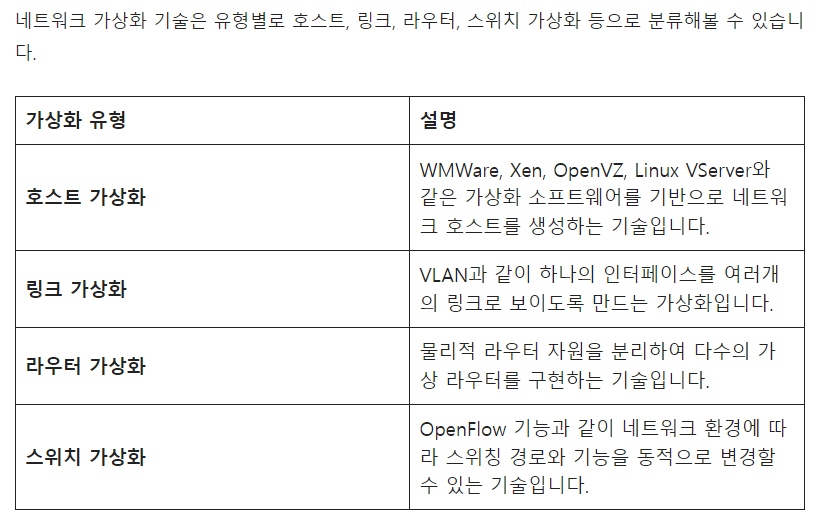 네트워크 가상화 기술은 유형별로 호스트, 링크, 라우터, 스위치 가상화 등으로 분류해볼 수 있습니
다.
가상화 유형
설명
호스트 가상화
WMWare, Xen, OpenVZ, Linux VServer와
같은 가상화 소프트웨어를 기반으로 네트워
크 호스트를 생성하는 기술입니다.
링크 가상화
VLAN과 같이 하나의 인터페이스를 여러개
의 링크로 보이도록 만드는 가상화입니다.
라우터 가상화
물리적 라우터 자원을 분리하여 다수의 가
상 라우터를 구현하는 기술입니다.
스위치 가상화
OpenFlow 기능과 같이 네트워크 환경에 따
라 스위칭 경로와 기능을 동적으로 변경할
수 있는 기술입니다.